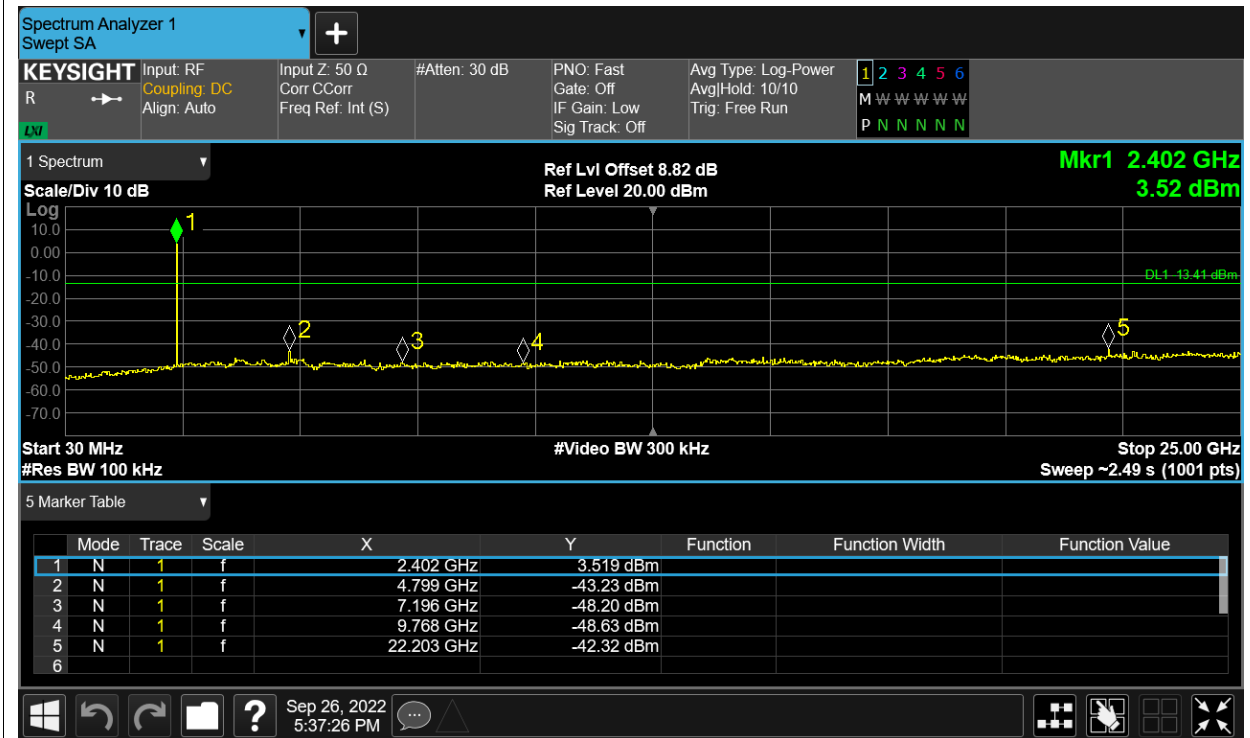 Spectrum Analyzer 1
Swept SA
+
KEYSIGHT
R
LXI
Input: RF
Coupling: DC
Align: Auto
Input Z: 50 Ω
Corr CCorr
Freq Ref: Int (S)
#Atten: 30 dB
PNO: Fast
Gate: Off
IF Gain: Low
Sig Track: Off
Avg Type: Log-Power
Avg|Hold: 10/10
Trig: Free Run
1 2 3 4 5 6
M W W W W W
P N N N N N
1 Spectrum
Scale/Div 10 dB
Ref Lvl Offset 8.82 dB
Ref Level 20.00 dBm
Mkr1 2.402 GHz
3.52 dBm
Log
10.0
0.00
-10.0
-20.0
-30.0
-40.0
-50.0
-60.0
-70.0
1
2
3
4
5
DL1 -13.41 dBm
Start 30 MHz
#Res BW 100 kHz
#Video BW 300 kHz
Stop 25.00 GHz
Sweep ~2.49 s (1001 pts)
5 Marker Table
Mode Trace Scale X Y Function Function Width Function Value
1 N 1 f 2.402 GHz 3.519 dBm
2 N 1 f 4.799 GHz -43.23 dBm
3 N 1 f 7.196 GHz -48.20 dBm
4 N 1 f 9.768 GHz -48.63 dBm
5 N 1 f 22.203 GHz -42.32 dBm
6
?
Sep 26, 2022
5:37:26 PM